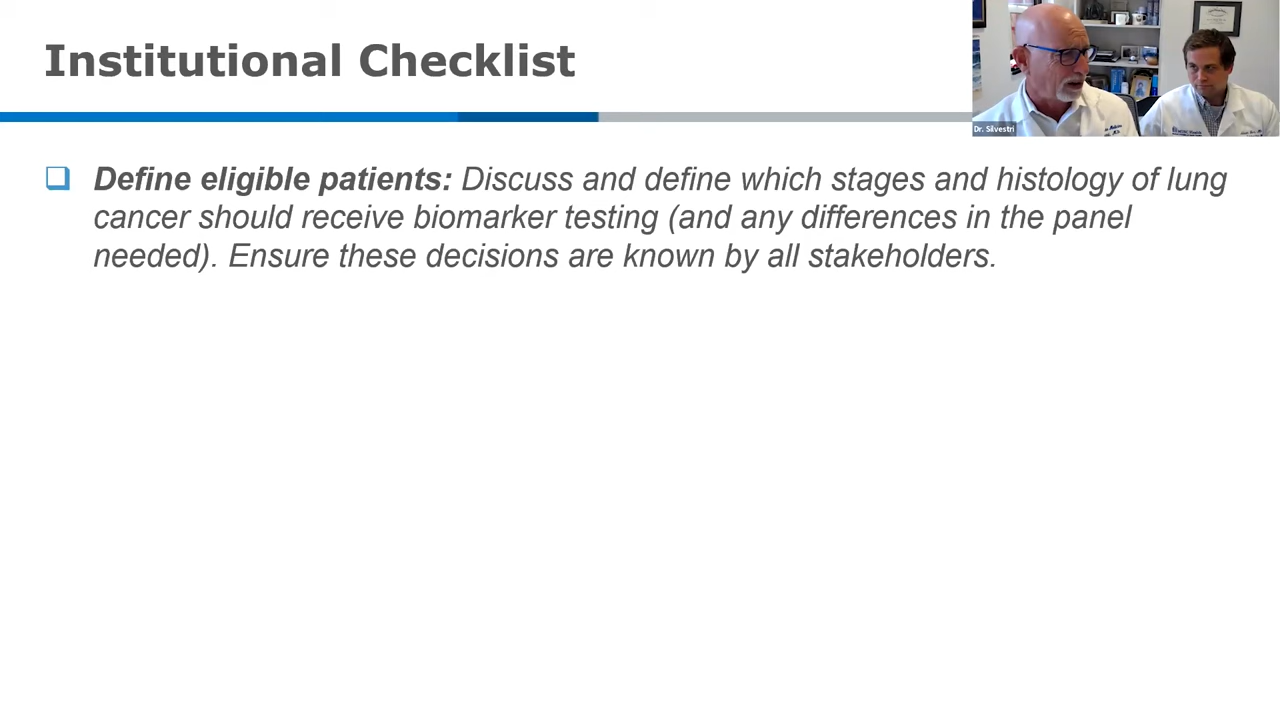 Institutional Checklist
Dr. Silvestri
Define eligible patients: Discuss and define which stages and histology of lung
cancer should receive biomarker testing (and any differences in the panel
needed). Ensure these decisions are known by all stakeholders.